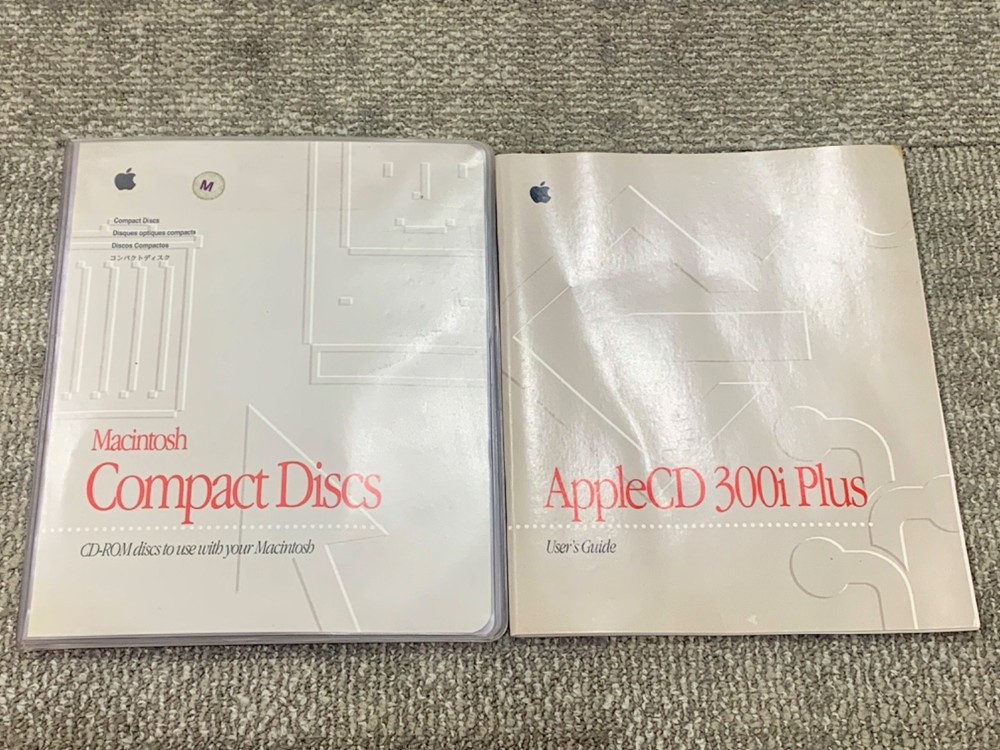 M
Compact Discs
Disques optiques compacts
Discos Compactos
コンパクトディスク
Macintosh
Compact Discs
CD-ROM discs to use with your Macintosh
AppleCD 300i Plus
User's Guide